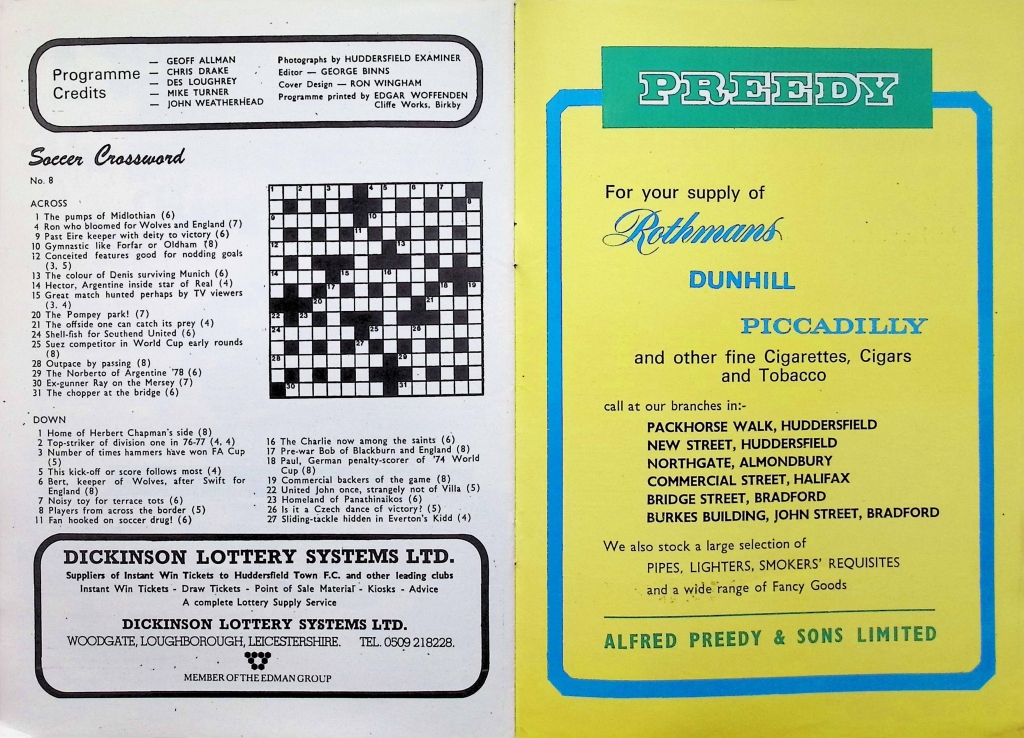 Programme Credits
— GEOFF ALLMAN
— CHRIS DRAKE
— DES LOUGHREY
— MIKE TURNER
— JOHN WEATHERHEAD
Photographs by HUDDERSFIELD EXAMINER
Editor — GEORGE BINNS
Cover Design — RON WINGHAM
Programme printed by EDGAR WOFFENDEN
Cliffe Works, Birkby
Soccer Crossword
No. 8
ACROSS
1 The pumps of Midlothian (6)
4 Ron who bloomed for Wolves and England (7)
9 Past Eire keeper with deity to victory (6)
10 Gymnastic like Forfar or Oldham (8)
12 Conceited features good for nodding goals
(3, 5)
13 The colour of Denis surviving Munich (6)
14 Hector, Argentine inside star of Real (4)
15 Great match hunted perhaps by TV viewers
(3, 4)
20 The Pompey park! (7)
21 The offside one can catch its prey (4)
24 Shell-fish for Southend United (6)
25 Suez competitor in World Cup early rounds
(8)
28 Outpace by passing (8)
29 The Norberto of Argentine '78 (6)
30 Ex-gunner Ray on the Mersey (7)
31 The chopper at the bridge (6)
DOWN
1 Home of Herbert Chapman's side (8)
2 Top-striker of division one in 76-77 (4, 4)
3 Number of times hammers have won FA Cup
(5)
5 This kick-off or score follows most (4)
6 Bert, keeper of Wolves, after Swift for
England (8)
7 Noisy toy for terrace tots (6)
8 Players from across the border (5)
11 Fan hooked on soccer drug! (6)
16 The Charlie now among the saints (6)
17 Pre-war Bob of Blackburn and England (8)
18 Paul, German penalty-scorer of '74 World
Cup (8)
19 Commercial backers of the game (8)
22 United John once, strangely not of Villa (5)
23 Homeland of Panathinaikos (6)
26 Is it a Czech dance of victory? (5)
27 Sliding-tackle hidden in Everton's Kidd (4)
DICKINSON LOTTERY SYSTEMS LTD.
Suppliers of Instant Win Tickets to Huddersfield Town F.C. and other leading clubs
Instant Win Tickets - Draw Tickets - Point of Sale Material - Kiosks - Advice
A complete Lottery Supply Service
DICKINSON LOTTERY SYSTEMS LTD.
WOODGATE, LOUGHBOROUGH, LEICESTERSHIRE. TEL. 0509 218228.
MEMBER OF THE EDMAN GROUP
PREEDY
For your supply of
Rothmans
DUNHILL
PICCADILLY
and other fine Cigarettes, Cigars
and Tobacco
call at our branches in:-
PACKHORSE WALK, HUDDERSFIELD
NEW STREET, HUDDERSFIELD
NORTHGATE, ALMONDBURY
COMMERCIAL STREET, HALIFAX
BRIDGE STREET, BRADFORD
BURKES BUILDING, JOHN STREET, BRADFORD
We also stock a large selection of
PIPES, LIGHTERS, SMOKERS' REQUISITES
and a wide range of Fancy Goods
ALFRED PREEDY & SONS LIMITED